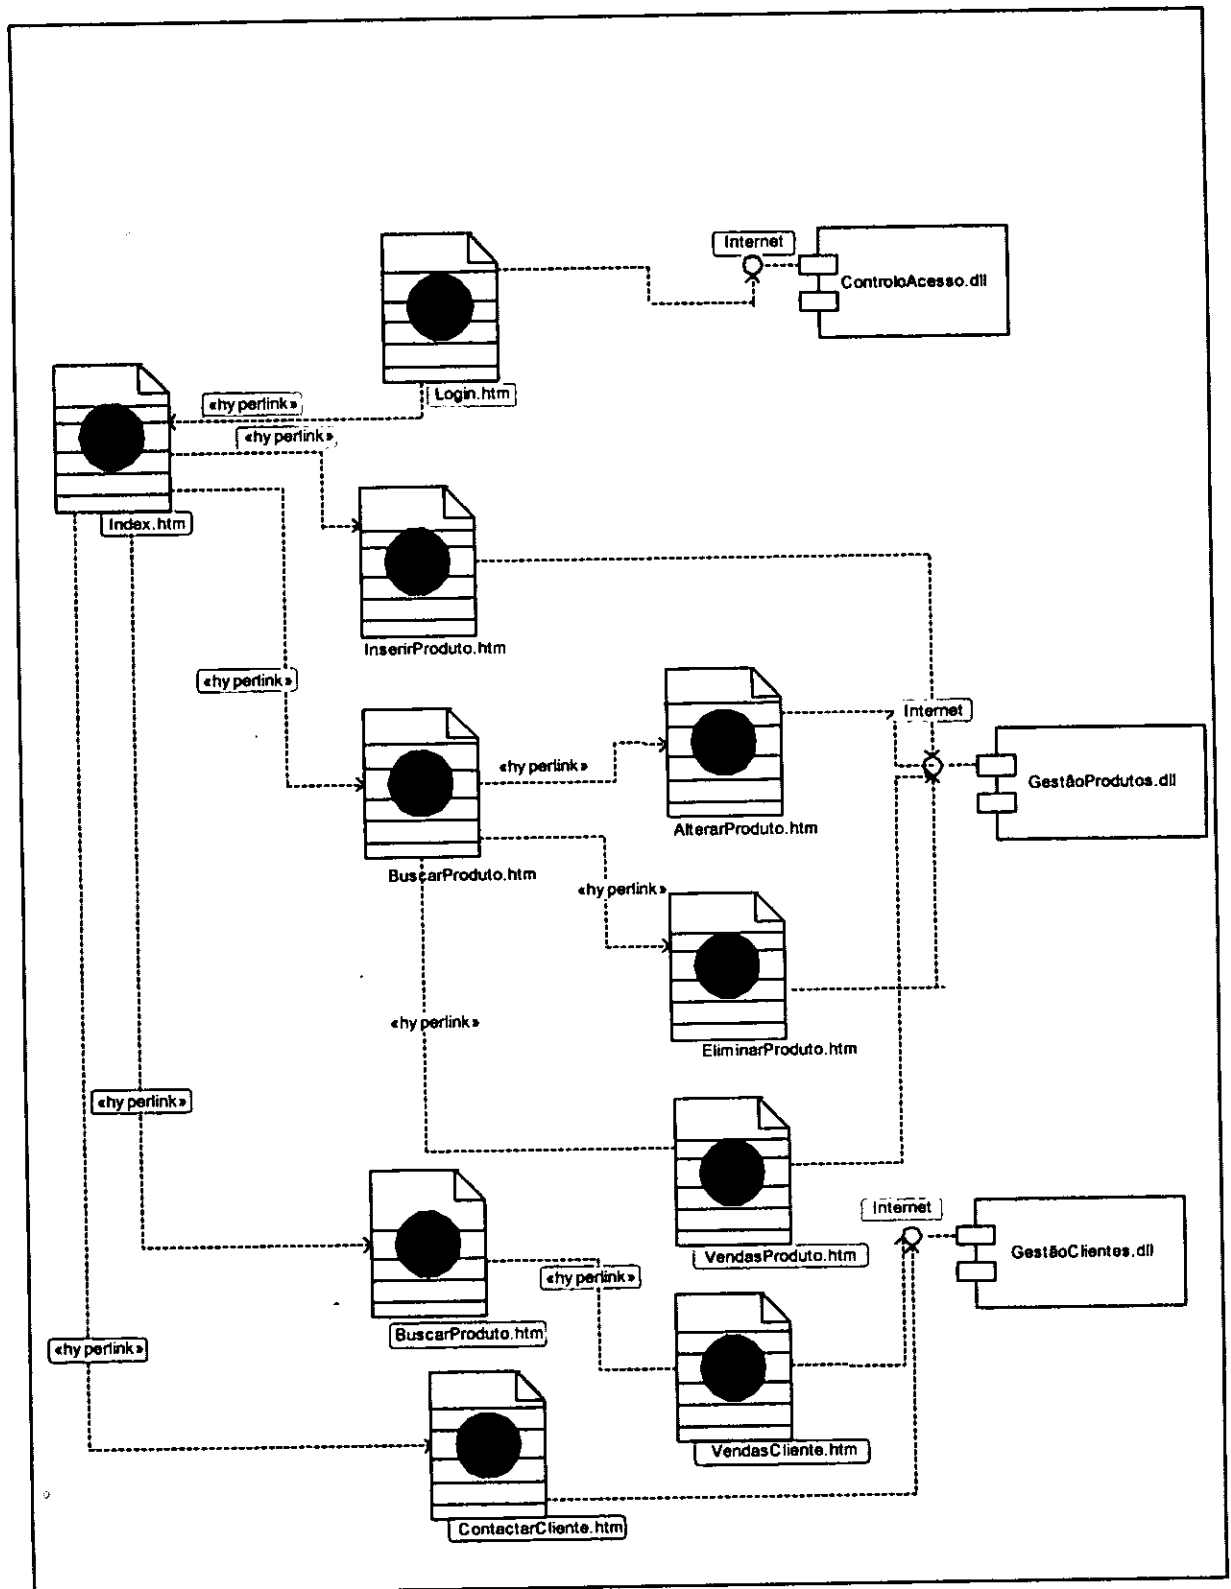 Internet
ControloAcesso.dll
Login.htm
«hyperlink»
«hyperlink»
Index.htm
InserirProduto.htm
«hyperlink»
Internet
«hyperlink»
GestãoProdutos.dll
AlterarProduto.htm
BuscarProduto.htm
«hyperlink»
«hyperlink»
EliminarProduto.htm
«hyperlink»
Internet
VendasProduto.htm
GestãoClientes.dll
«hyperlink»
BuscarProduto.htm
«hyperlink»
VendasCliente.htm
ContactarCliente.htm